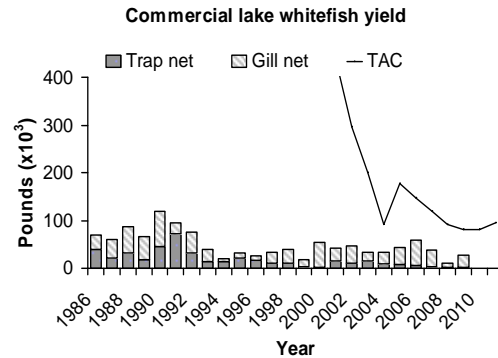 Commercial lake whitefish yield
Trap net Gill net TAC
Pounds (x10³)
400
300
200
100
0
1986 1988 1990 1992 1994 1996 1998 2000 2002 2004 2006 2008 2010
Year